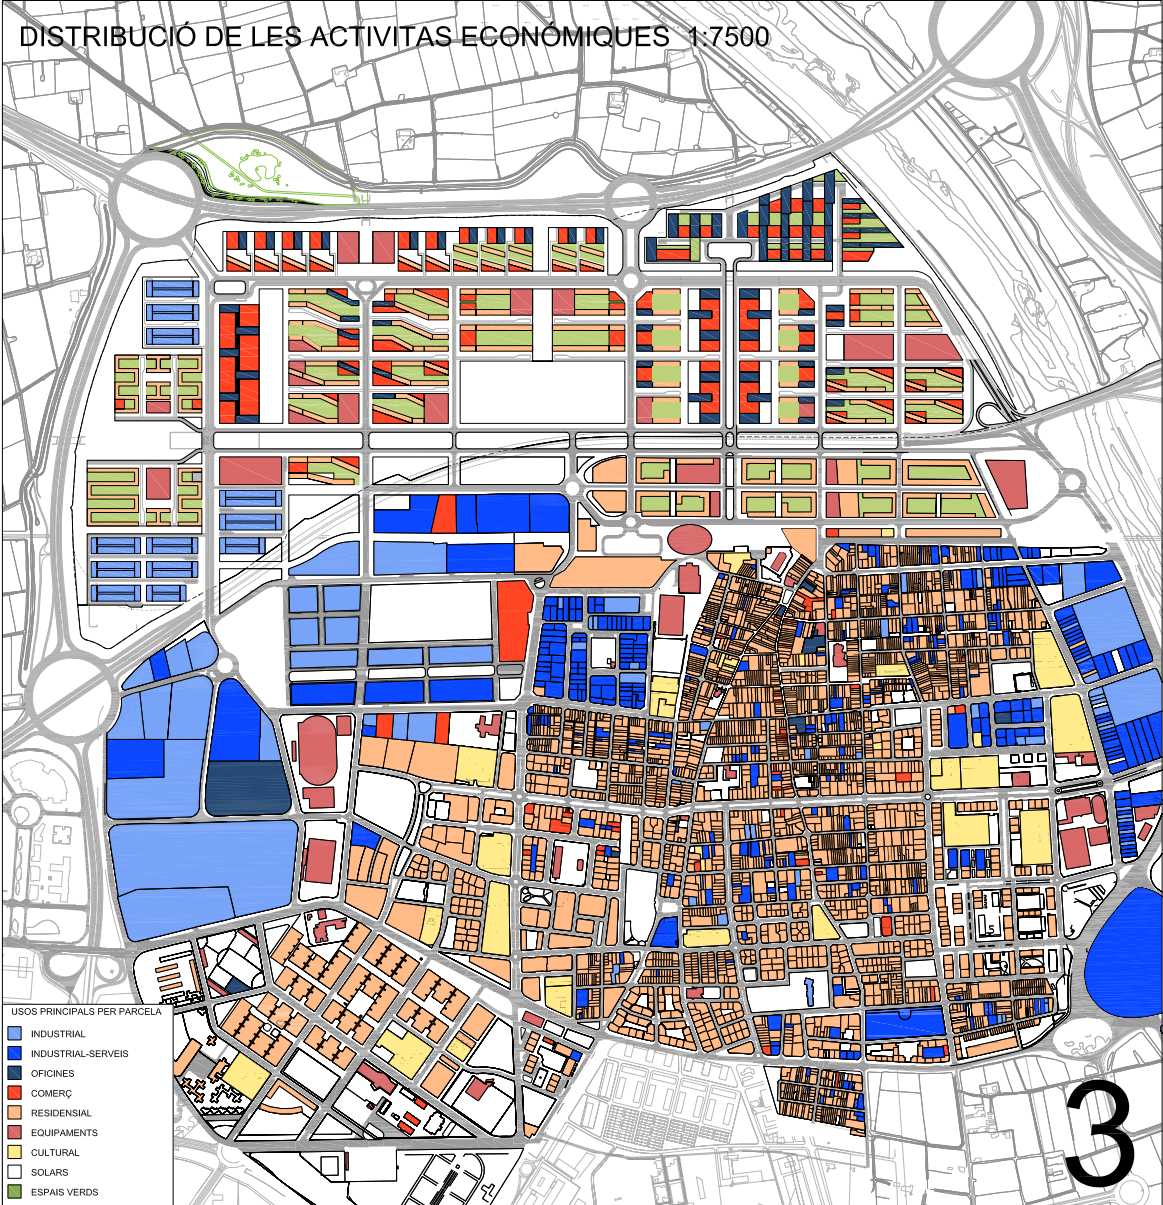 DISTRIBUCIÓ DE LES ACTIVITAS ECONÓMIQUES 1:7500
USOS PRINCIPALS PER PARCELA
INDUSTRIAL
INDUSTRIAL-SERVEIS
OFICINES
COMERÇ
RESIDENSIAL
EQUIPAMENTS
CULTURAL
SOLARS
ESPAIS VERDS
3